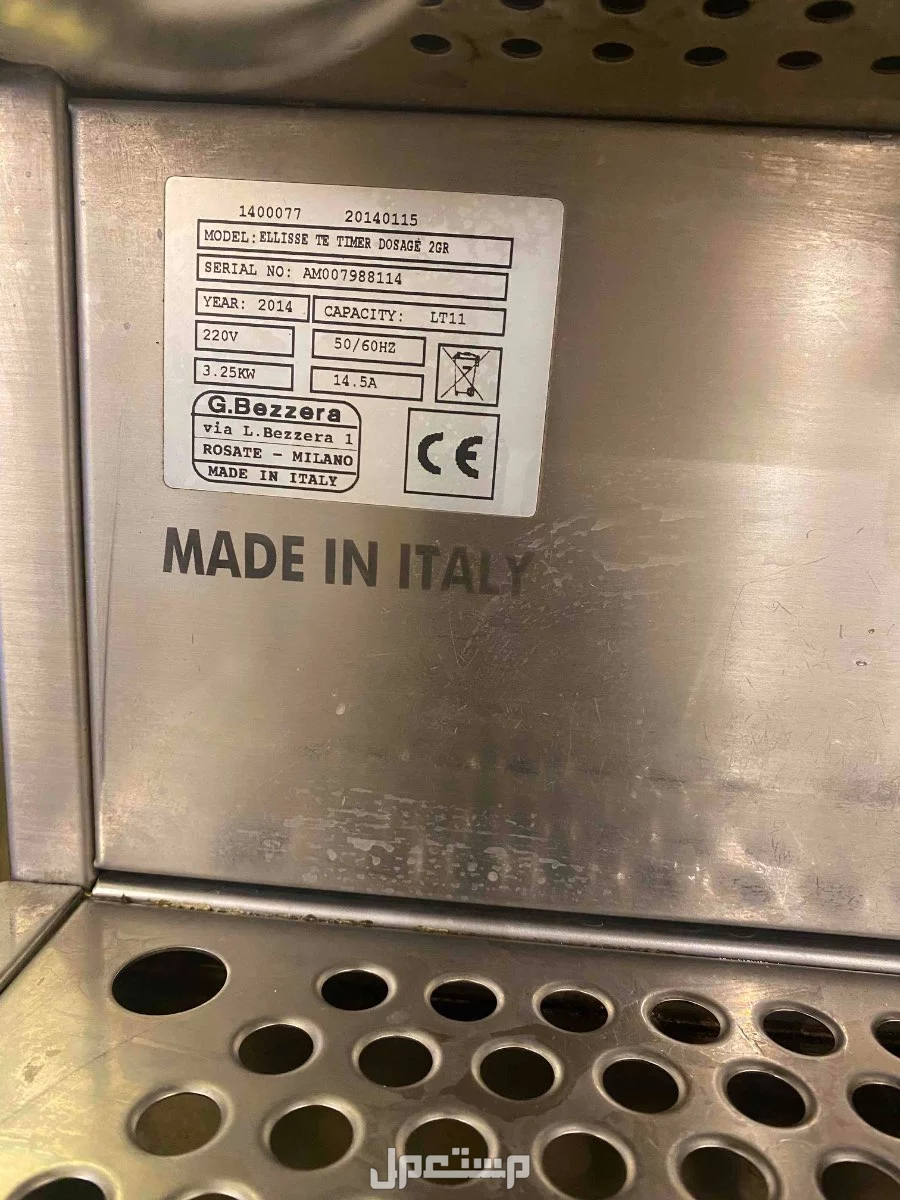 1400077 20140115
MODEL:ELLISSE TE TIMER DOSAGE 2GR
SERIAL NO: AM007988114
YEAR: 2014 CAPACITY: LT11
220V 50/60HZ
3.25KW 14.5A
G.Bezzera
via L.Bezzera 1
ROSATE - MILANO
MADE IN ITALY
CE
MADE IN ITALY
مستعمل